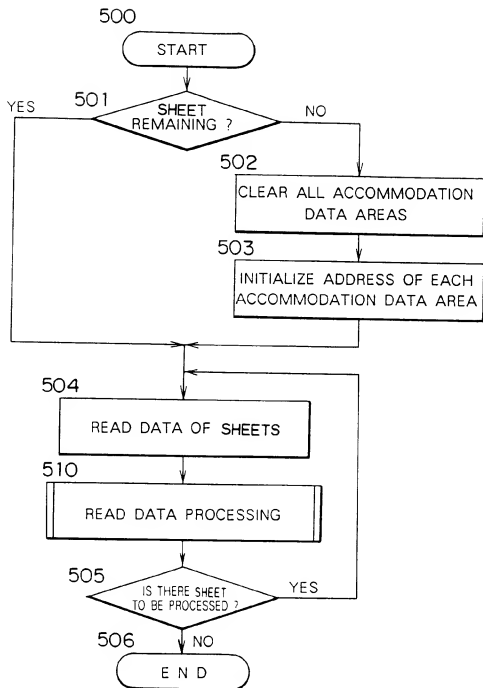 500
START
501
YES
SHEET
REMAINING ?
NO
502
CLEAR ALL ACCOMMODATION
DATA AREAS
503
INITIALIZE ADDRESS OF EACH
ACCOMMODATION DATA AREA
504
READ DATA OF SHEETS
510
READ DATA PROCESSING
505
IS THERE SHEET
TO BE PROCESSED ?
YES
506
NO
END